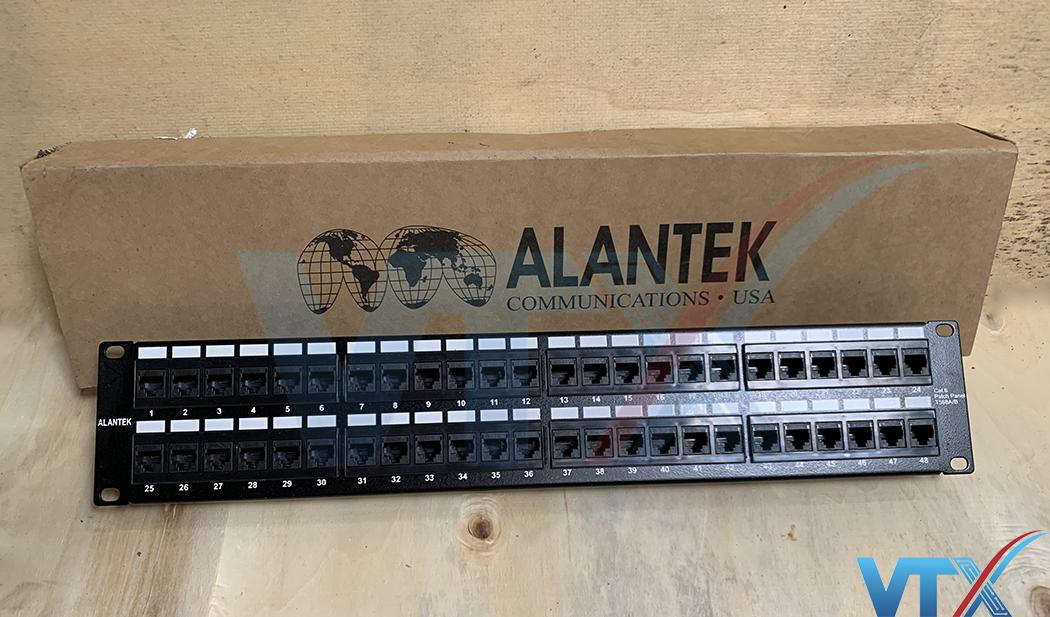 ALANTEK
COMMUNICATIONS • USA
1 2 3 4 5 6 7 8 9 10 11 12 13 14 15 16 24
Cat.6
Patch Panel
T568A/B
ALANTEK
25 26 27 28 29 30 31 32 33 34 35 36 37 38 39 40 41 42 43 44 45 46 47 48
VTX
VTX